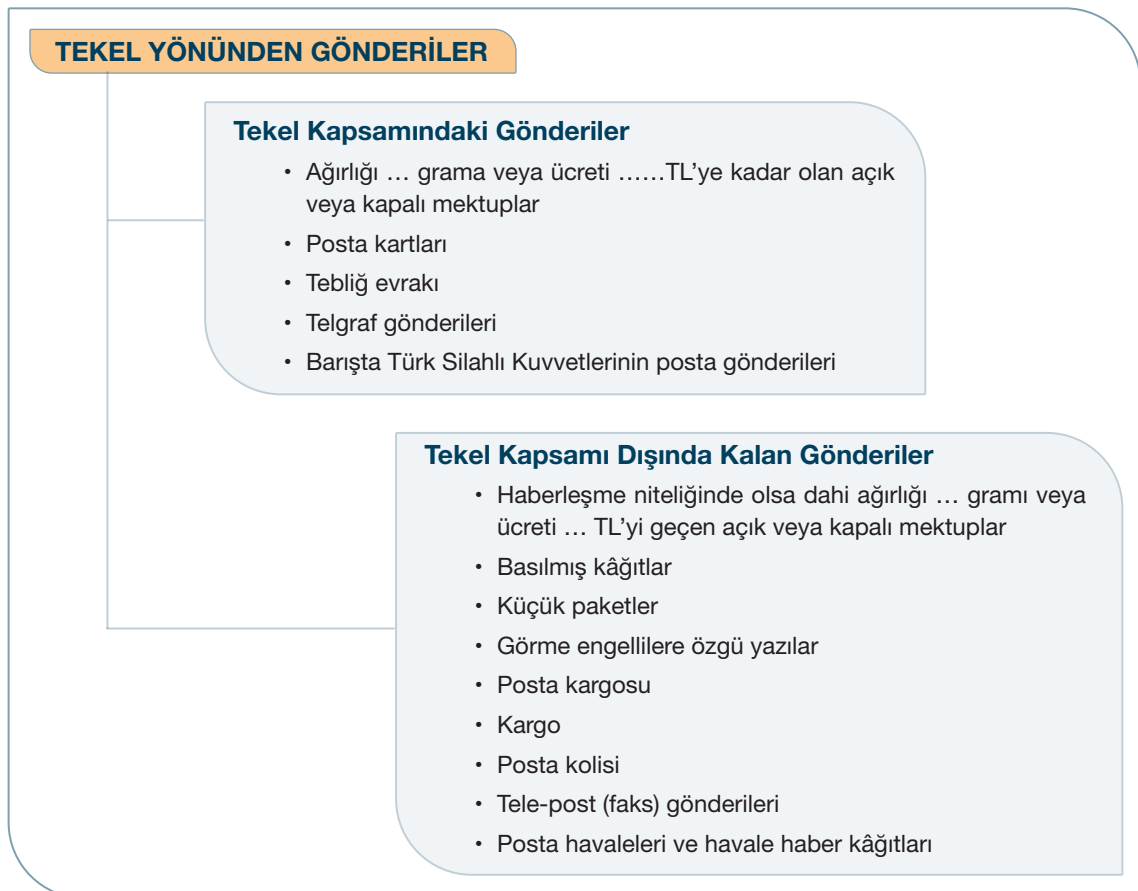 TEKEL YÖNÜNDEN GÖNDERİLER
Tekel Kapsamındaki Gönderiler
• Ağırlığı … grama veya ücreti ……TL’ye kadar olan açık
veya kapalı mektuplar
• Posta kartları
• Tebliğ evrakı
• Telgraf gönderileri
• Barışta Türk Silahlı Kuvvetlerinin posta gönderileri
Tekel Kapsamı Dışında Kalan Gönderiler
• Haberleşme niteliğinde olsa dahi ağırlığı … gramı veya
ücreti … TL’yi geçen açık veya kapalı mektuplar
• Basılmış kâğıtlar
• Küçük paketler
• Görme engellilere özgü yazılar
• Posta kargosu
• Kargo
• Posta kolisi
• Tele-post (faks) gönderileri
• Posta havaleleri ve havale haber kâğıtları